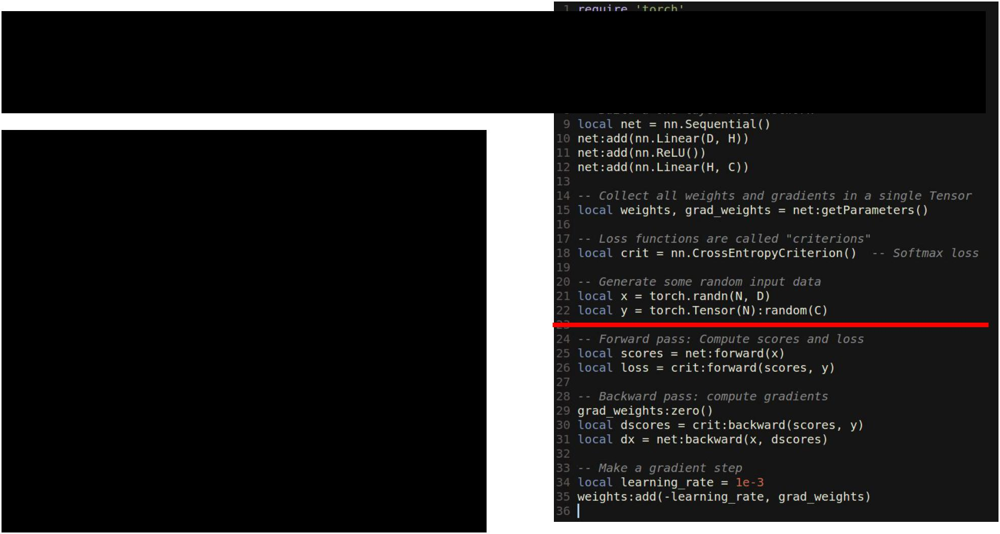 1 require 'torch'
9 local net = nn.Sequential()
10 net:add(nn.Linear(D, H))
11 net:add(nn.ReLU())
12 net:add(nn.Linear(H, C))
13
14 -- Collect all weights and gradients in a single Tensor
15 local weights, grad_weights = net:getParameters()
16
17 -- Loss functions are called "criterions"
18 local crit = nn.CrossEntropyCriterion()  -- Softmax loss
19
20 -- Generate some random input data
21 local x = torch.randn(N, D)
22 local y = torch.Tensor(N):random(C)
23
24 -- Forward pass: Compute scores and loss
25 local scores = net:forward(x)
26 local loss = crit:forward(scores, y)
27
28 -- Backward pass: compute gradients
29 grad_weights:zero()
30 local dscores = crit:backward(scores, y)
31 local dx = net:backward(x, dscores)
32
33 -- Make a gradient step
34 local learning_rate = 1e-3
35 weights:add(-learning_rate, grad_weights)
36